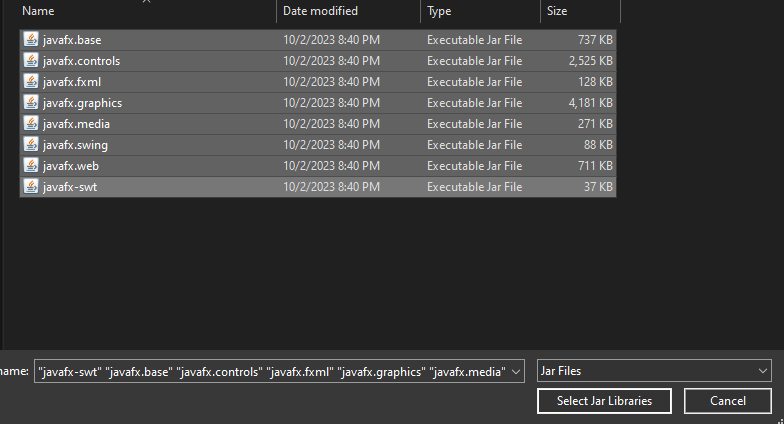 Name Date modified Type Size
javafx.base 10/2/2023 8:40 PM Executable Jar File 737 KB
javafx.controls 10/2/2023 8:40 PM Executable Jar File 2,525 KB
javafx.fxml 10/2/2023 8:40 PM Executable Jar File 128 KB
javafx.graphics 10/2/2023 8:40 PM Executable Jar File 4,181 KB
javafx.media 10/2/2023 8:40 PM Executable Jar File 271 KB
javafx.swing 10/2/2023 8:40 PM Executable Jar File 88 KB
javafx.web 10/2/2023 8:40 PM Executable Jar File 711 KB
javafx-swt 10/2/2023 8:40 PM Executable Jar File 37 KB
name: "javafx-swt" "javafx.base" "javafx.controls" "javafx.fxml" "javafx.graphics" "javafx.media" Jar Files
Select Jar Libraries Cancel